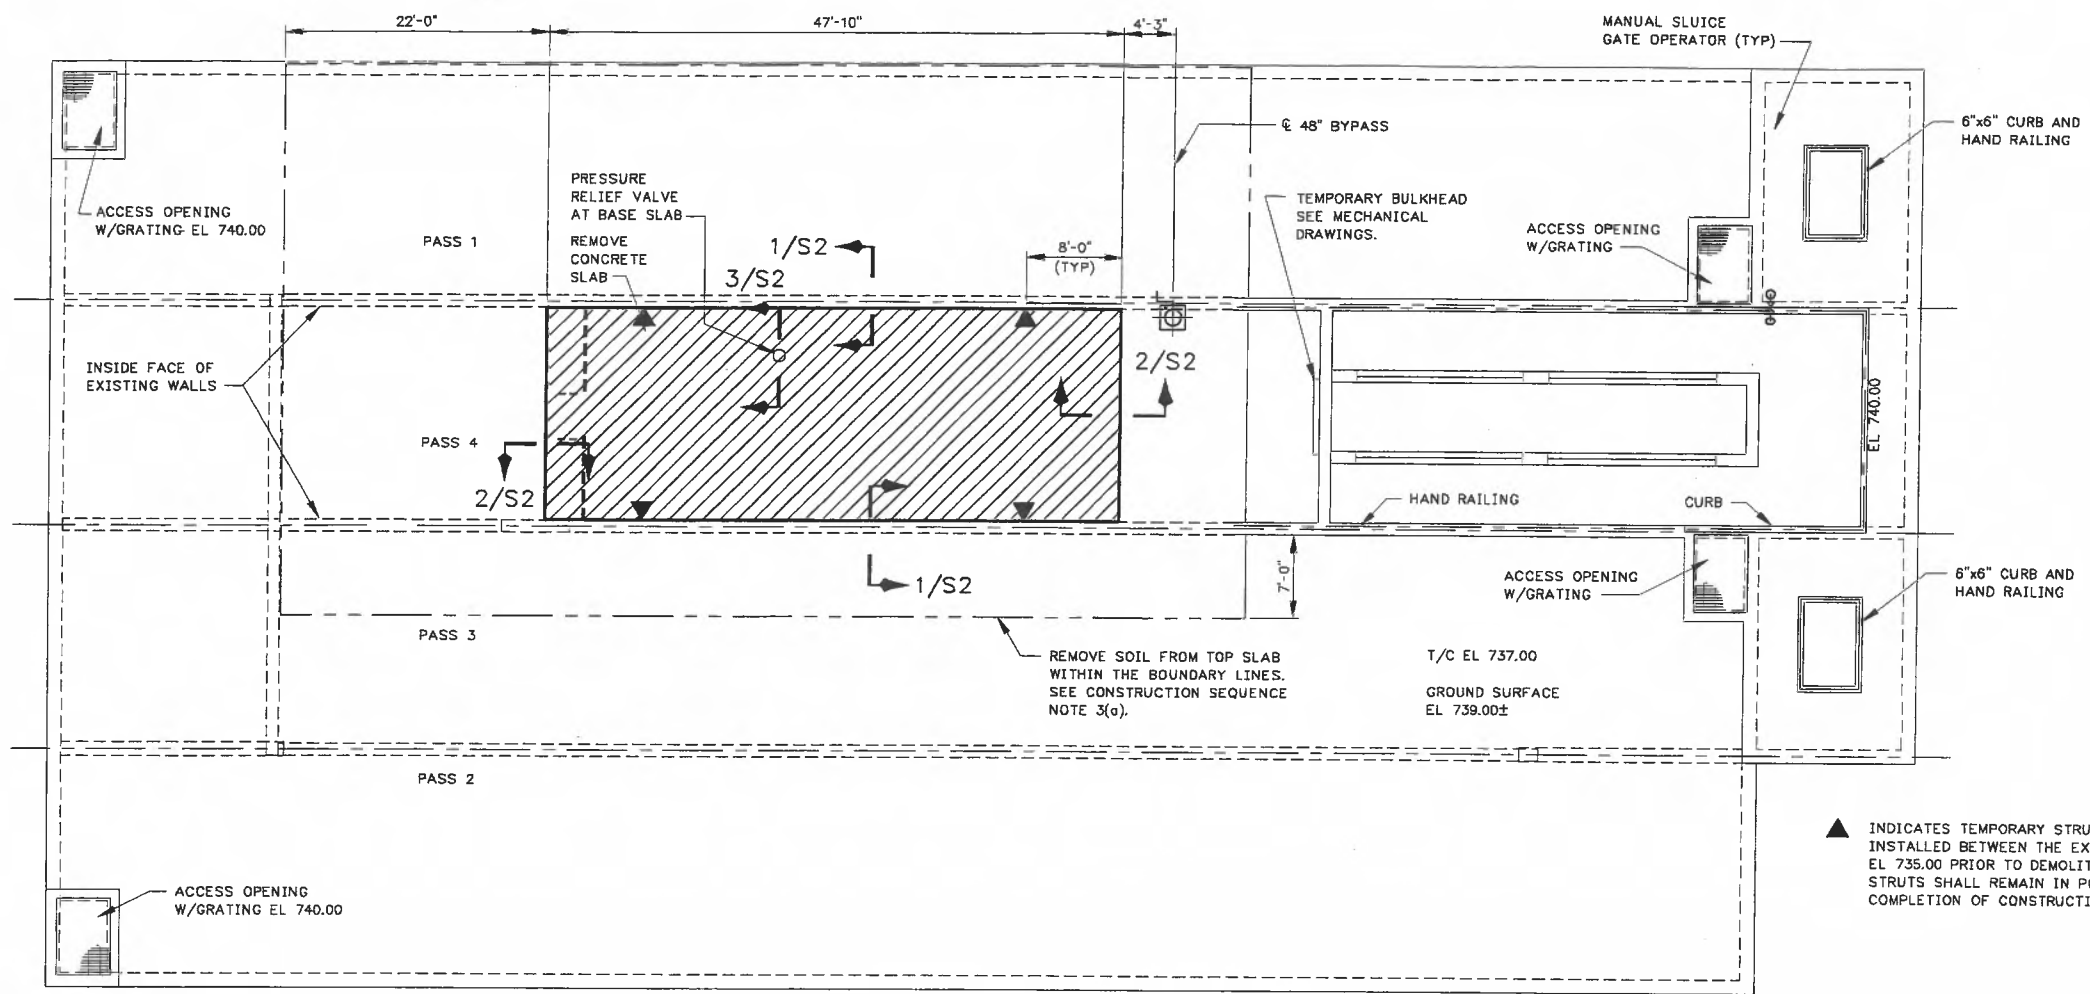 22'-0"
47'-10"
4'-3"
MANUAL SLUICE
GATE OPERATOR (TYP)
℄ 48" BYPASS
6"x6" CURB AND
HAND RAILING
PRESSURE
RELIEF VALVE
AT BASE SLAB
REMOVE
CONCRETE
SLAB
TEMPORARY BULKHEAD
SEE MECHANICAL
DRAWINGS.
ACCESS OPENING
W/GRATING EL 740.00
ACCESS OPENING
W/GRATING
PASS 1
1/S2
3/S2
8'-0"
(TYP)
2/S2
INSIDE FACE OF
EXISTING WALLS
EL 740.00
PASS 4
2/S2
HAND RAILING
CURB
1/S2
7'-0"
ACCESS OPENING
W/GRATING
6"x6" CURB AND
HAND RAILING
PASS 3
REMOVE SOIL FROM TOP SLAB
WITHIN THE BOUNDARY LINES.
SEE CONSTRUCTION SEQUENCE
NOTE 3(a).
T/C EL 737.00
GROUND SURFACE
EL 739.00±
PASS 2
INDICATES TEMPORARY STRU
INSTALLED BETWEEN THE EX
EL 735.00 PRIOR TO DEMOLIT
STRUTS SHALL REMAIN IN PO
COMPLETION OF CONSTRUCTI
ACCESS OPENING
W/GRATING EL 740.00